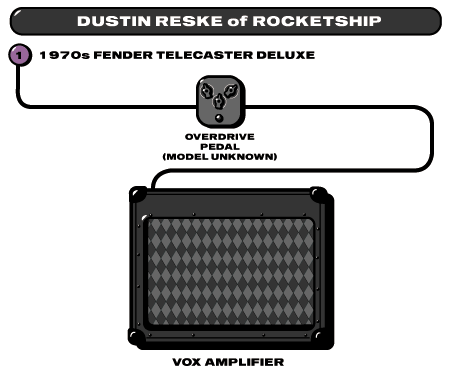 DUSTIN RESKE of ROCKETSHIP
1 1970s FENDER TELECASTER DELUXE
OVERDRIVE
PEDAL
(MODEL UNKNOWN)
VOX AMPLIFIER